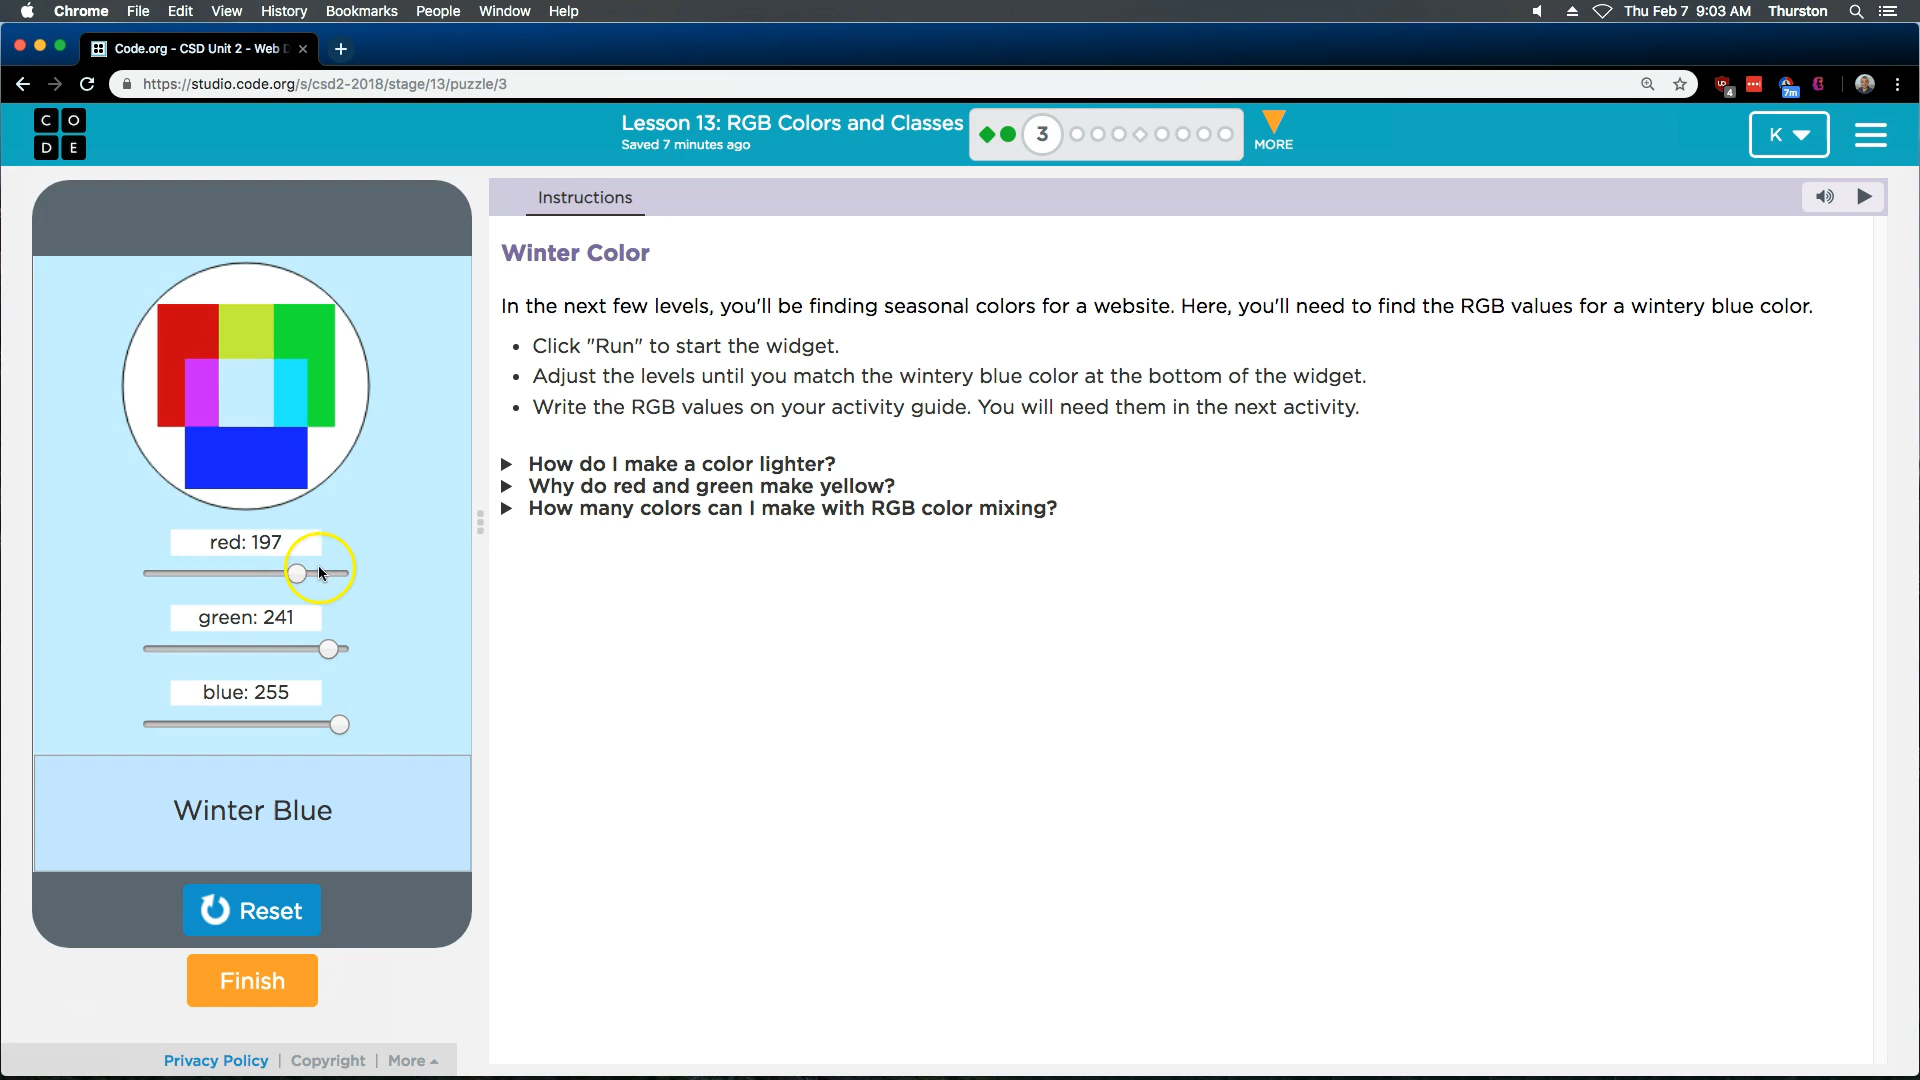 Chrome File Edit View History Bookmarks People Window Help Thu Feb 7 9:03 AM Thurston
Code.org - CSD Unit 2 - Web D
https://studio.code.org/s/csd2-2018/stage/13/puzzle/3
4
7m
C O
D E
Lesson 13: RGB Colors and Classes
Saved 7 minutes ago
3
MORE
K
Instructions
Winter Color
In the next few levels, you'll be finding seasonal colors for a website. Here, you'll need to find the RGB values for a wintery blue color.
Click "Run" to start the widget.
Adjust the levels until you match the wintery blue color at the bottom of the widget.
Write the RGB values on your activity guide. You will need them in the next activity.
How do I make a color lighter?
Why do red and green make yellow?
How many colors can I make with RGB color mixing?
red: 197
green: 241
blue: 255
Winter Blue
Reset
Finish
Privacy Policy | Copyright | More